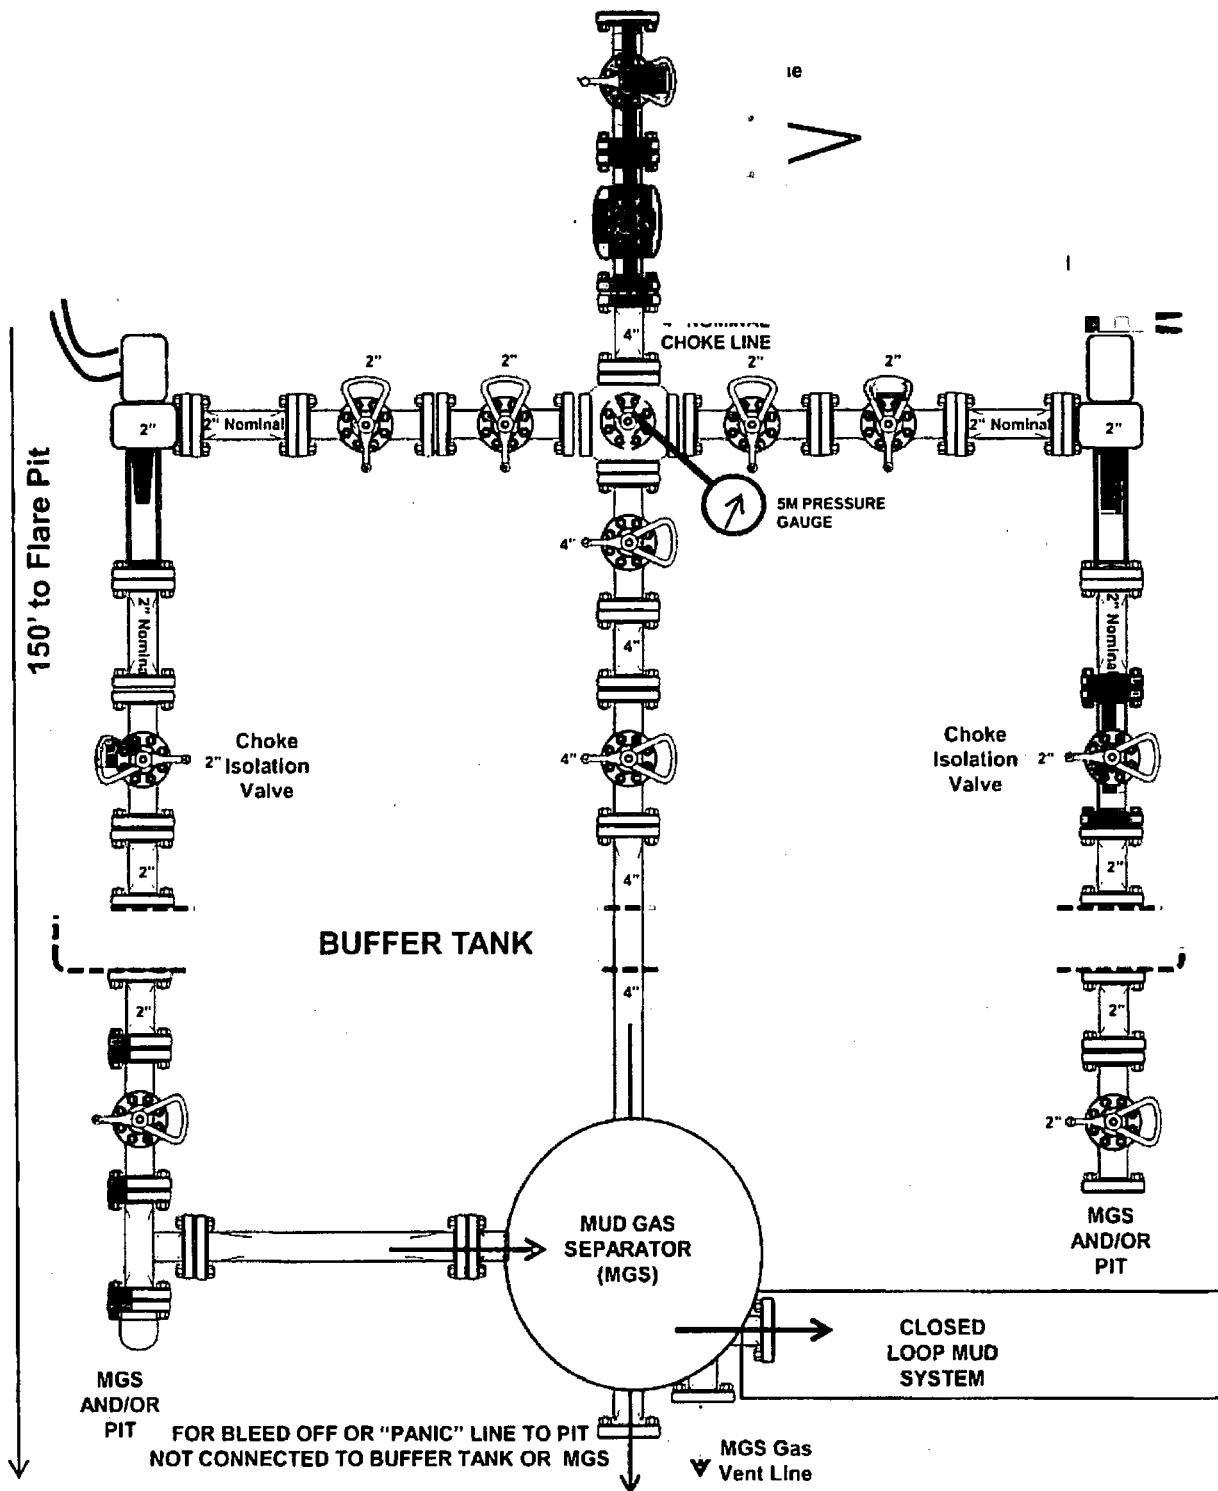 4"
CHOKE LINE
2"
2"
2"
2"
2"
2" Nominal
2" Nominal
2"
5M PRESSURE
GAUGE
4"
150' to Flare Pit
2" Nominal
4"
2" Nominal
2"
Choke
Isolation
Valve
4"
Choke
Isolation
Valve
2"
2"
4"
2"
BUFFER TANK
2"
4"
2"
2"
MUD GAS
SEPARATOR
(MGS)
MGS
AND/OR
PIT
CLOSED
LOOP MUD
SYSTEM
MGS
AND/OR
PIT
FOR BLEED OFF OR "PANIC" LINE TO PIT
NOT CONNECTED TO BUFFER TANK OR MGS
MGS Gas
Vent Line